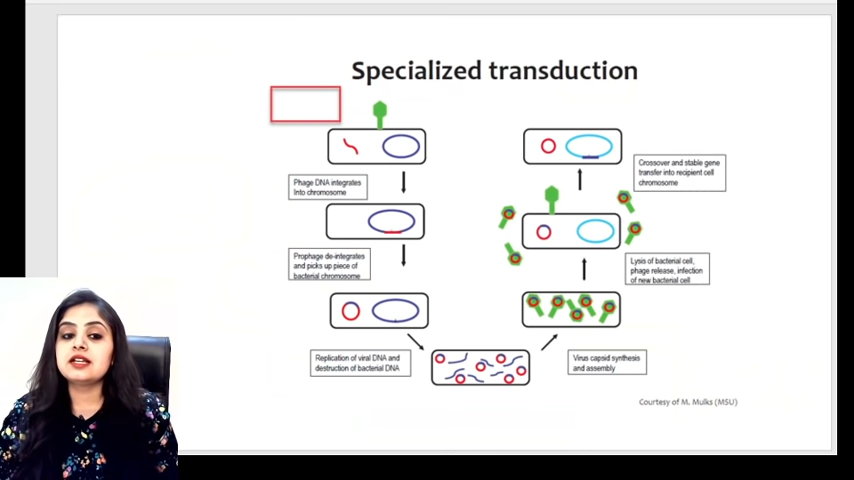 Specialized transduction
Phage DNA integrates
Into chromosome
Prophage de-integrates
and picks up piece of
bacterial chromosome
Replication of viral DNA and
destruction of bacterial DNA
Virus capsid synthesis
and assembly
Lysis of bacterial cell,
phage release, infection
of new bacterial cell
Crossover and stable gene
transfer into recipient cell
chromosome
Courtesy of M. Mulks (MSU)